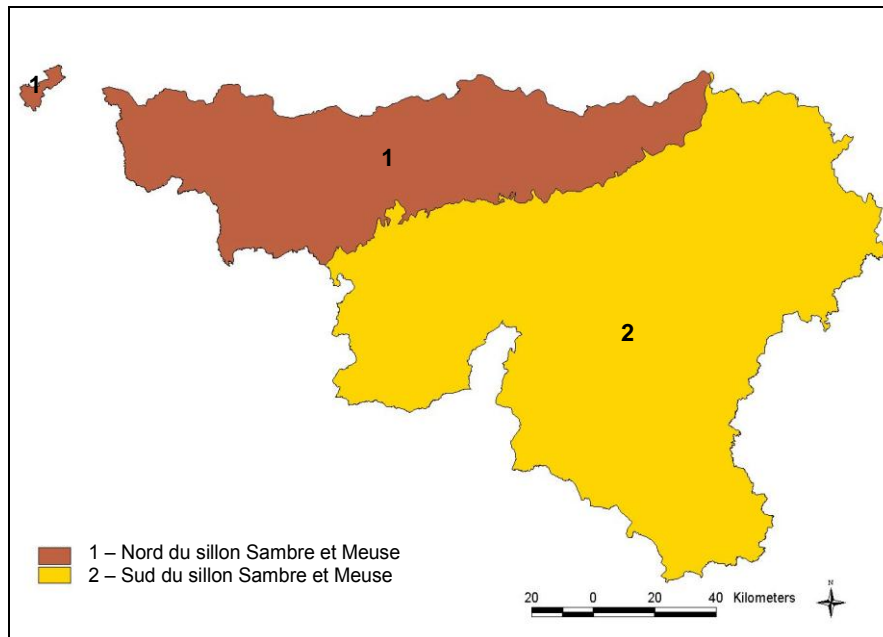 1
1
2
1 – Nord du sillon Sambre et Meuse
2 – Sud du sillon Sambre et Meuse
20 0 20 40 Kilometers
N